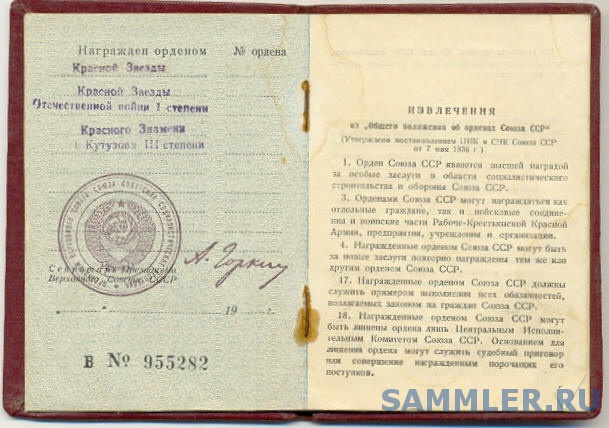 Награжден орденом № ордена
Красной Звезды
Красной Звезды
Отечественной войны I степени
Красного Знамени
Кутузова III степени
Секретарь Президиума
Верховного Совета СССР
А. Горкин
19 г.
В № 955282
ИЗВЛЕЧЕНИЯ
из „Общего положения об орденах Союза ССР“
(Утверждено постановлением ЦИК и СНК Союза ССР
от 7 мая 1936 г.)
1. Орден Союза ССР является высшей наградой
за особые заслуги в области социалистического
строительства и обороны Союза ССР.
3. Орденами Союза ССР могут награждаться как
отдельные граждане, так и войсковые соедине-
ния и воинские части Рабоче-Крестьянской Красной
Армии, предприятия, учреждения и организации.
4. Награжденные орденом Союза ССР могут быть
за новые заслуги повторно награждены тем же или
другим орденом Союза ССР.
17. Награжденные орденом Союза ССР должны
служить примером выполнения всех обязанностей,
возлагаемых законом на граждан Союза ССР.
18. Награжденные орденом Союза ССР могут
быть лишены ордена лишь Центральным Исполни-
тельным Комитетом Союза ССР. Основанием для
лишения ордена могут служить судебный приговор
или совершение награжденным порочащих его
поступков.
SAMMLER.RU